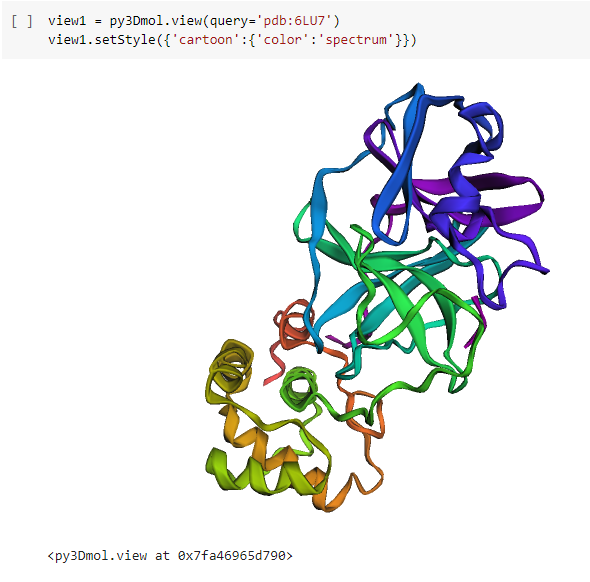 [ ] view1 = py3Dmol.view(query='pdb:6LU7')
view1.setStyle({'cartoon':{'color':'spectrum'}})
<py3Dmol.view at 0x7fa46965d790>